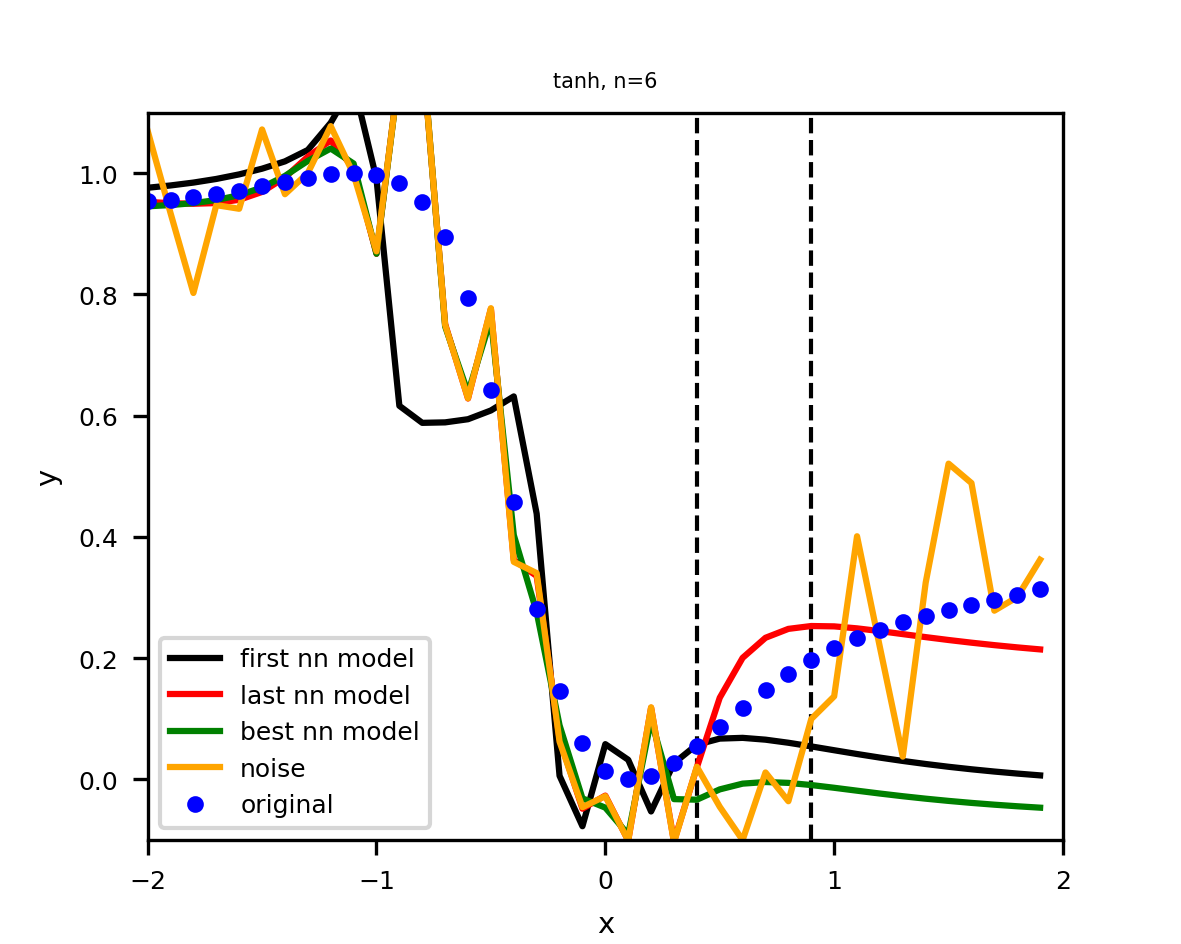 tanh, n=6
1.0
0.8
0.6
0.4
0.2
0.0
y
first nn model
last nn model
best nn model
noise
original
−2
−1
0
1
2
x